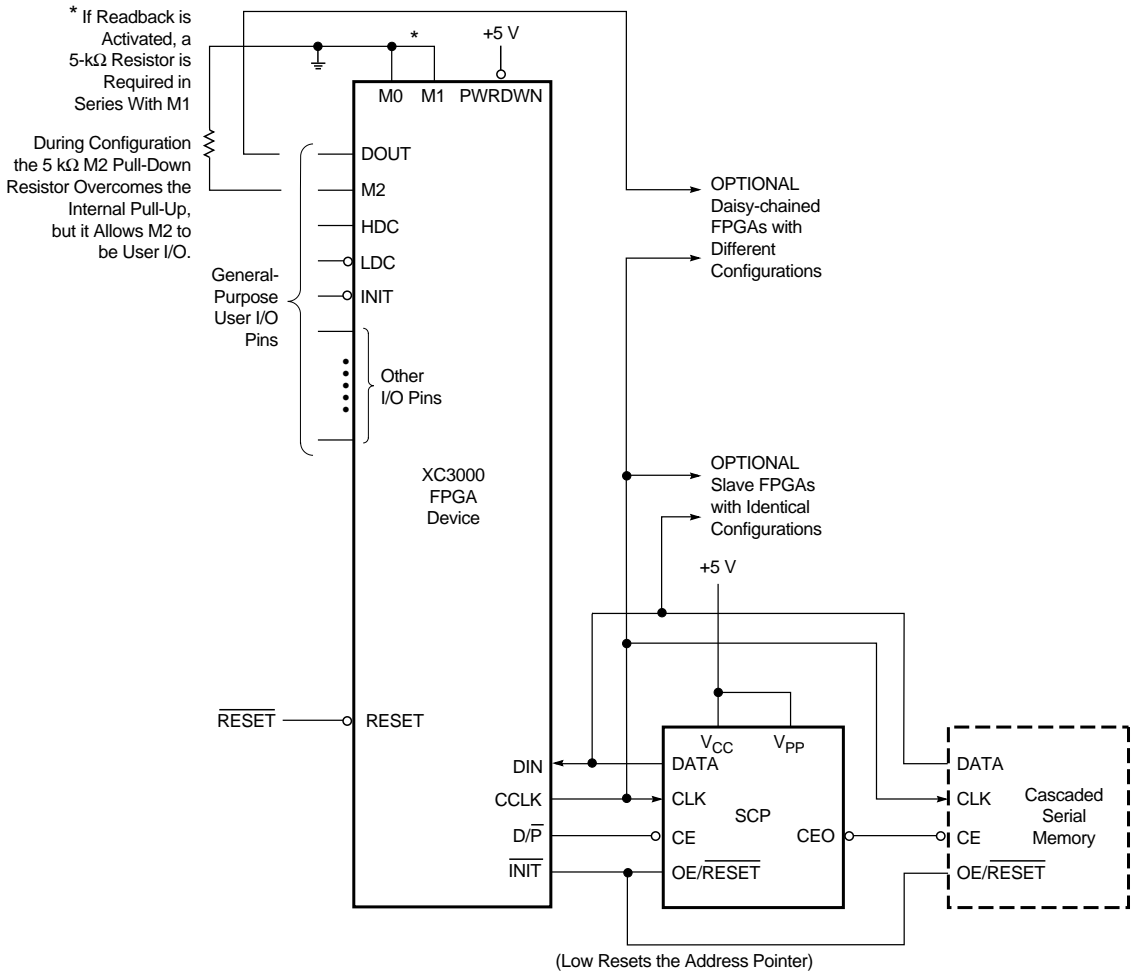 * If Readback is
Activated, a
5-kΩ Resistor is
Required in
Series With M1
During Configuration
the 5 kΩ M2 Pull-Down
Resistor Overcomes the
Internal Pull-Up,
but it Allows M2 to
be User I/O.
*
+5 V
M0 M1 PWRDWN
DOUT
M2
HDC
LDC
INIT
General-
Purpose
User I/O
Pins
Other
I/O Pins
XC3000
FPGA
Device
OPTIONAL
Daisy-chained
FPGAs with
Different
Configurations
OPTIONAL
Slave FPGAs
with Identical
Configurations
+5 V
RESET
RESET
DIN
CCLK
D/P
INIT
VCC VPP
DATA
CLK
SCP
CE
CEO
OE/RESET
DATA
CLK
CE
OE/RESET
Cascaded
Serial
Memory
(Low Resets the Address Pointer)